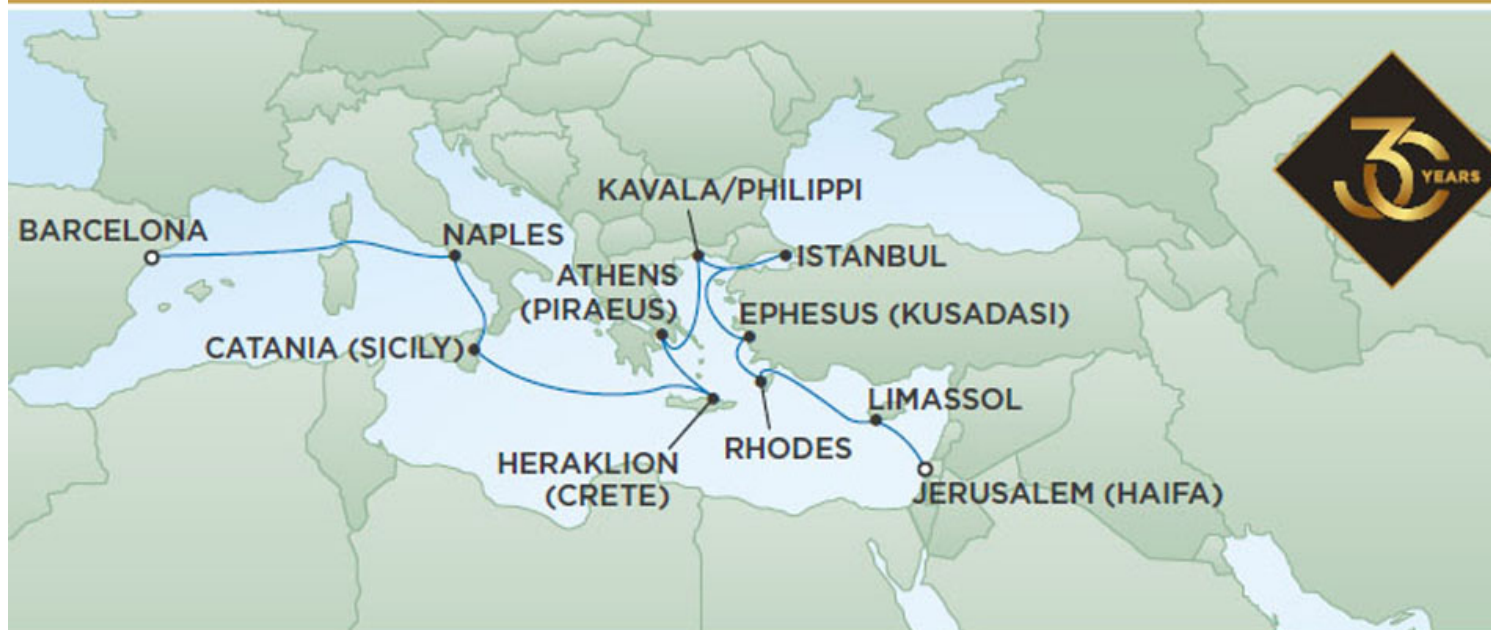 30
YEARS
KAVALA/PHILIPPI
BARCELONA
NAPLES
ISTANBUL
ATHENS
(PIRAEUS)
EPHESUS (KUSADASI)
CATANIA (SICILY)
LIMASSOL
RHODES
HERAKLION
(CRETE)
JERUSALEM (HAIFA)